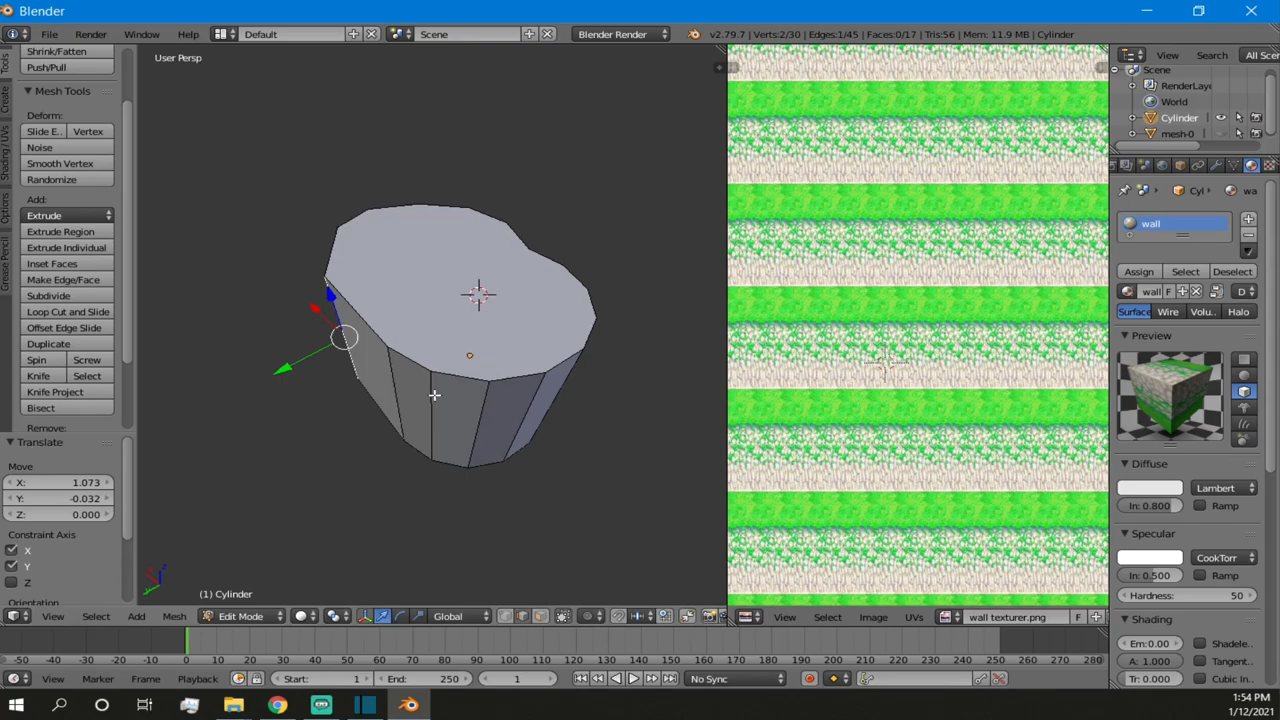 Blender
File
Render
Window
Help
Default
Scene
Blender Render
v2.79.7 | Verts:2/30 | Edges:1/45 | Faces:0/17 | Tris:56 | Mem: 11.9 MB | Cylinder
Tools
Create
Shading / UVs
Options
Grease Pencil
Shrink/Fatten
Push/Pull
Mesh Tools
Deform:
Slide E..
Vertex
Noise
Smooth Vertex
Randomize
Add:
Extrude
Extrude Region
Extrude Individual
Inset Faces
Make Edge/Face
Subdivide
Loop Cut and Slide
Offset Edge Slide
Duplicate
Spin
Screw
Knife
Select
Knife Project
Bisect
Remove:
Translate
Move
X: 1.073
Y: -0.032
Z: 0.000
Constraint Axis
X
Y
Z
Orientation
User Persp
(1) Cylinder
View
Select
Add
Mesh
Edit Mode
Global
View
Select
Image
UVs
wall texturer.png
F
View
Search
All Scen
Scene
RenderLaye
World
Cylinder
mesh-0
Cyl
wa
wall
Assign
Select
Deselect
wall
F
D
Surface
Wire
Volu..
Halo
Preview
Diffuse
Lambert
In: 0.800
Ramp
Specular
CookTorr
In: 0.500
Ramp
Hardness: 50
Shading
Em: 0.00
Shadele..
A: 1.000
Tangent..
Tr: 0.000
Cubic In..
-50 -40 -30 -20 -10 0 10 20 30 40 50 60 70 80 90 100 110 120 130 140 150 160 170 180 190 200 210 220 230 240 250 260 270 280
View
Marker
Frame
Playback
Start: 1
End: 250
1
No Sync
1:54 PM
1/12/2021